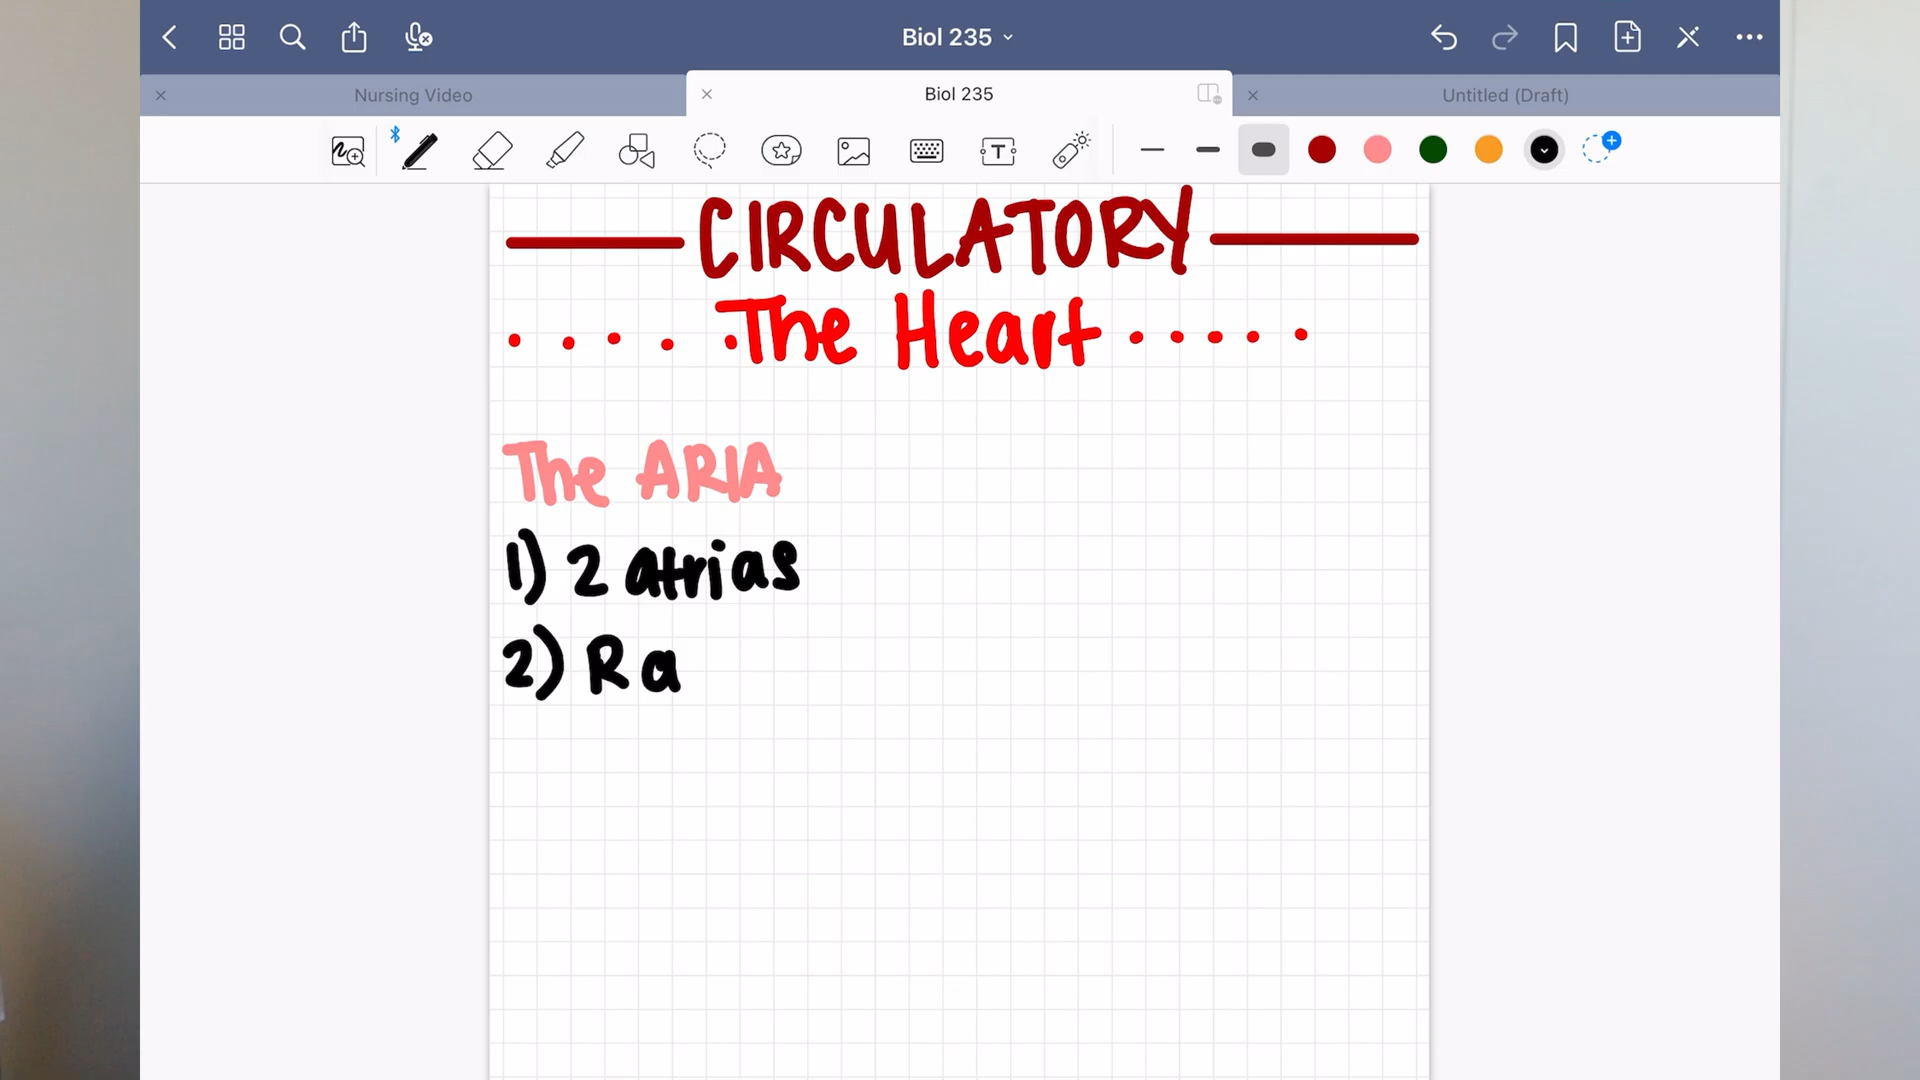 Biol 235
Nursing Video
Biol 235
Untitled (Draft)
CIRCULATORY
The Heart
The ARIA
1) 2 atrias
2) Ra